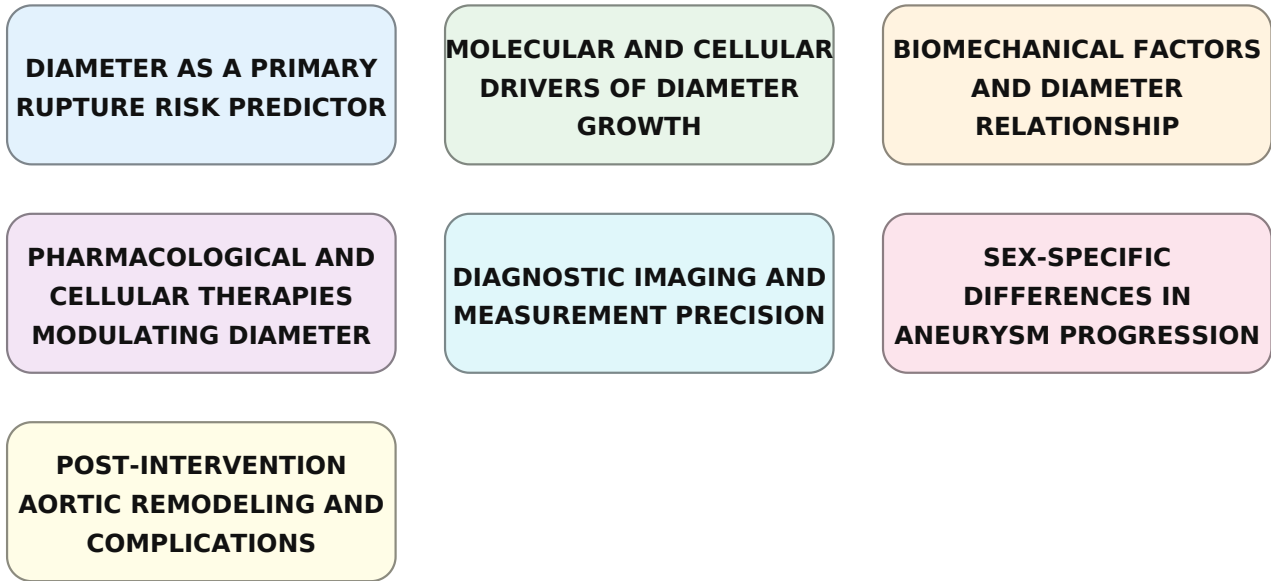 DIAMETER AS A PRIMARY
RUPTURE RISK PREDICTOR
MOLECULAR AND CELLULAR
DRIVERS OF DIAMETER
GROWTH
BIOMECHANICAL FACTORS
AND DIAMETER
RELATIONSHIP
PHARMACOLOGICAL AND
CELLULAR THERAPIES
MODULATING DIAMETER
DIAGNOSTIC IMAGING AND
MEASUREMENT PRECISION
SEX-SPECIFIC
DIFFERENCES IN
ANEURYSM PROGRESSION
POST-INTERVENTION
AORTIC REMODELING AND
COMPLICATIONS